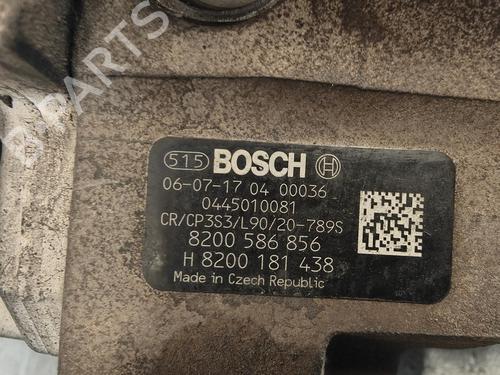 B-PARTS
515 BOSCH
06-07-17 04 00036
0445010081
CR/CP3S3/L90/20-789S
8200 586 856
H 8200 181 438
Made in Czech Republic